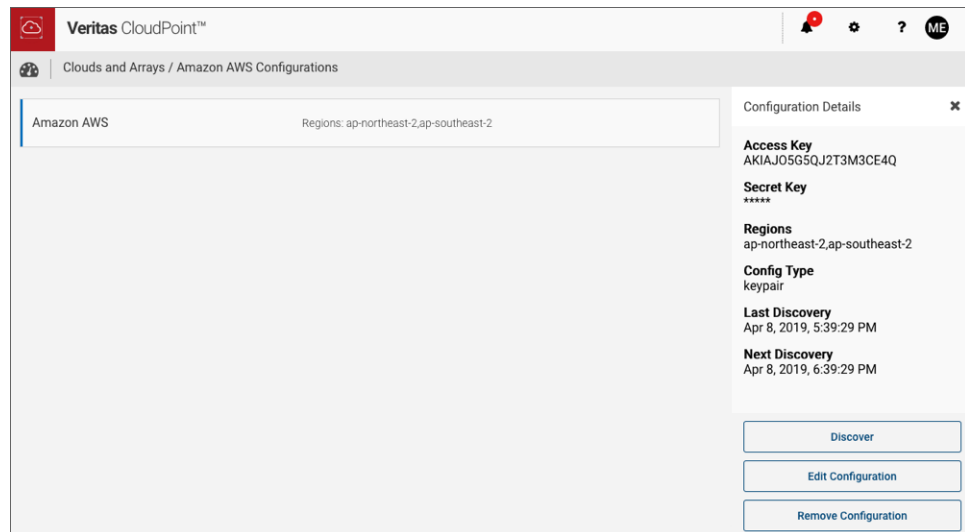 Veritas CloudPoint™
?
ME
Clouds and Arrays / Amazon AWS Configurations
Amazon AWS
Regions: ap-northeast-2,ap-southeast-2
Configuration Details
Access Key
AKIAJO5G5QJ2T3M3CE4Q
Secret Key
*****
Regions
ap-northeast-2,ap-southeast-2
Config Type
keypair
Last Discovery
Apr 8, 2019, 5:39:29 PM
Next Discovery
Apr 8, 2019, 6:39:29 PM
Discover
Edit Configuration
Remove Configuration